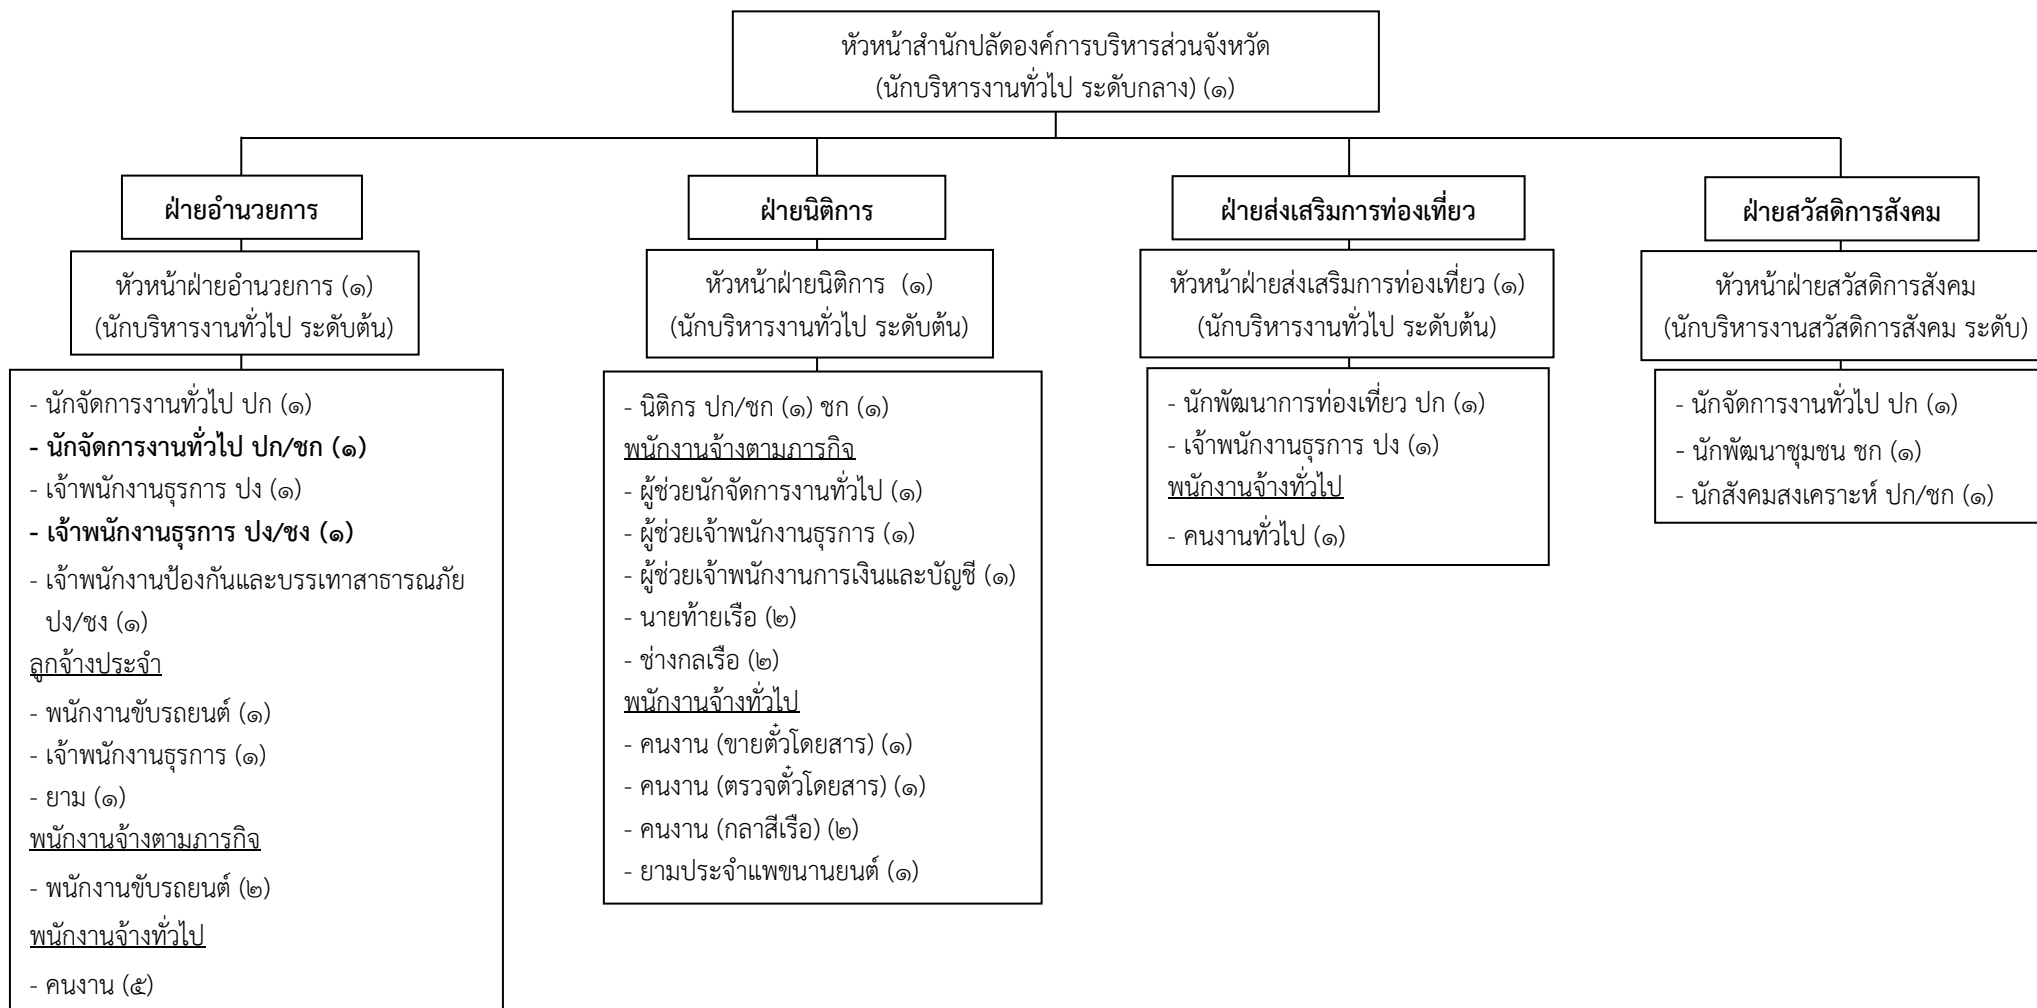 หัวหน้าสำนักปลัดองค์การบริหารส่วนจังหวัด
(นักบริหารงานทั่วไป ระดับกลาง) (๑)
ฝ่ายอำนวยการ
หัวหน้าฝ่ายอำนวยการ (๑)
(นักบริหารงานทั่วไป ระดับต้น)
- นักจัดการงานทั่วไป ปก (๑)
- นักจัดการงานทั่วไป ปก/ชก (๑)
- เจ้าพนักงานธุรการ ปง (๑)
- เจ้าพนักงานธุรการ ปง/ชง (๑)
- เจ้าพนักงานป้องกันและบรรเทาสาธารณภัย
ปง/ชง (๑)
ลูกจ้างประจำ
- พนักงานขับรถยนต์ (๑)
- เจ้าพนักงานธุรการ (๑)
- ยาม (๑)
พนักงานจ้างตามภารกิจ
- พนักงานขับรถยนต์ (๒)
พนักงานจ้างทั่วไป
- คนงาน (๕)
ฝ่ายนิติการ
หัวหน้าฝ่ายนิติการ (๑)
(นักบริหารงานทั่วไป ระดับต้น)
- นิติกร ปก/ชก (๑) ชก (๑)
พนักงานจ้างตามภารกิจ
- ผู้ช่วยนักจัดการงานทั่วไป (๑)
- ผู้ช่วยเจ้าพนักงานธุรการ (๑)
- ผู้ช่วยเจ้าพนักงานการเงินและบัญชี (๑)
- นายท้ายเรือ (๒)
- ช่างกลเรือ (๒)
พนักงานจ้างทั่วไป
- คนงาน (ขายตั๋วโดยสาร) (๑)
- คนงาน (ตรวจตั๋วโดยสาร) (๑)
- คนงาน (กลาสีเรือ) (๒)
- ยามประจำแพขนานยนต์ (๑)
ฝ่ายส่งเสริมการท่องเที่ยว
หัวหน้าฝ่ายส่งเสริมการท่องเที่ยว (๑)
(นักบริหารงานทั่วไป ระดับต้น)
- นักพัฒนาการท่องเที่ยว ปก (๑)
- เจ้าพนักงานธุรการ ปง (๑)
พนักงานจ้างทั่วไป
- คนงานทั่วไป (๑)
ฝ่ายสวัสดิการสังคม
หัวหน้าฝ่ายสวัสดิการสังคม
(นักบริหารงานสวัสดิการสังคม ระดับ)
- นักจัดการงานทั่วไป ปก (๑)
- นักพัฒนาชุมชน ชก (๑)
- นักสังคมสงเคราะห์ ปก/ชก (๑)